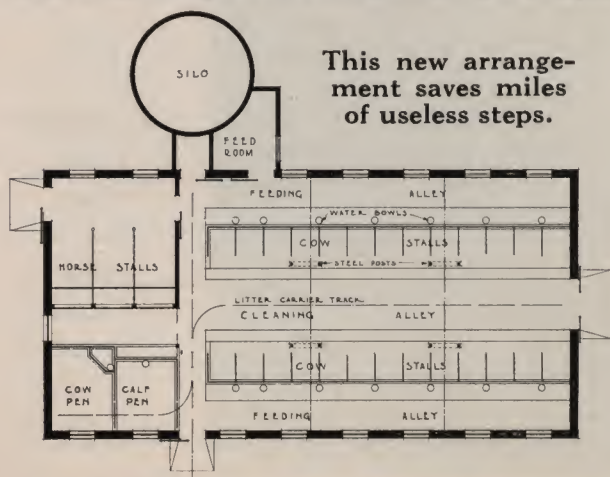 This new arrange-
ment saves miles
of useless steps.
SILO
FEED
ROOM
FEEDING ALLEY
WATER BOWLS
COW STALLS
HORSE STALLS
STEEL POSTS
LITTER CARRIER TRACK
CLEANING ALLEY
COW STALLS
COW
PEN
CALF
PEN
FEEDING ALLEY